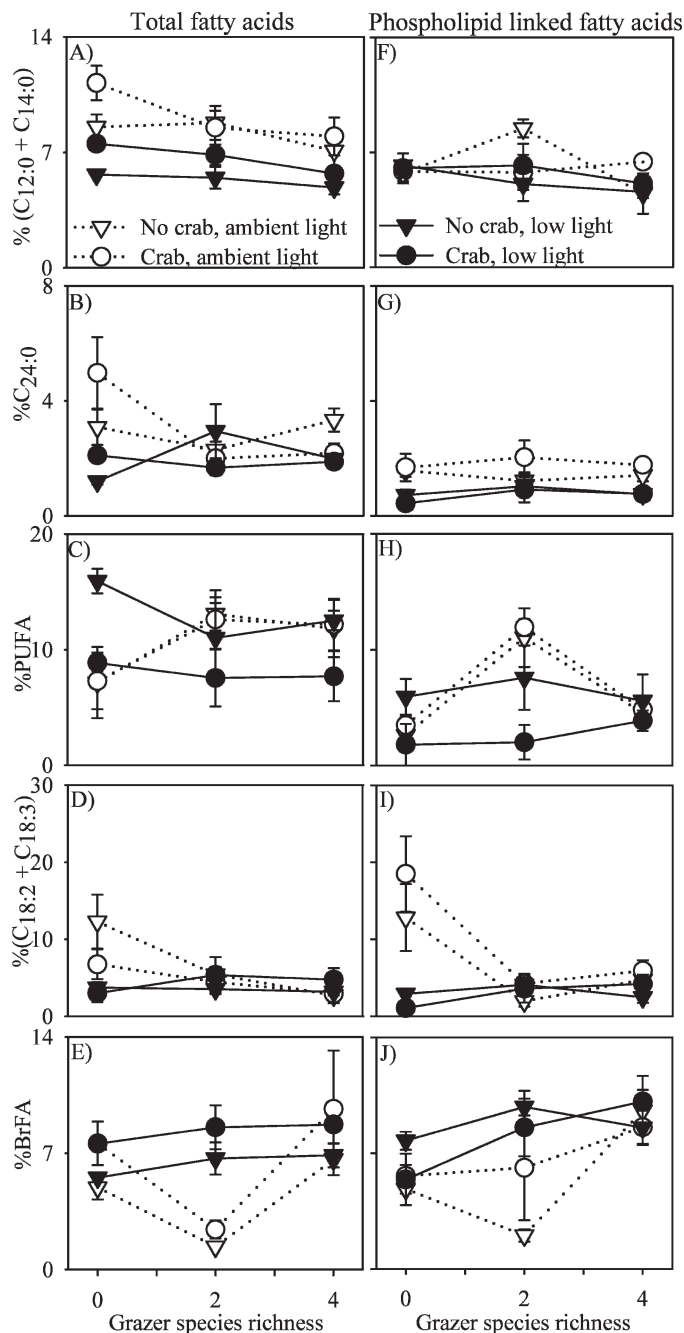 Total fatty acids
Phospholipid linked fatty acids
% (C12:0 + C14:0)
14
7
0
A)
F)
No crab, ambient light
Crab, ambient light
No crab, low light
Crab, low light
%C24:0
8
4
0
B)
G)
%PUFA
20
10
0
C)
H)
%(C18:2 + C18:3)
30
20
10
0
D)
I)
%BrFA
14
7
0
E)
J)
0 2 4
0 2 4
Grazer species richness
Grazer species richness